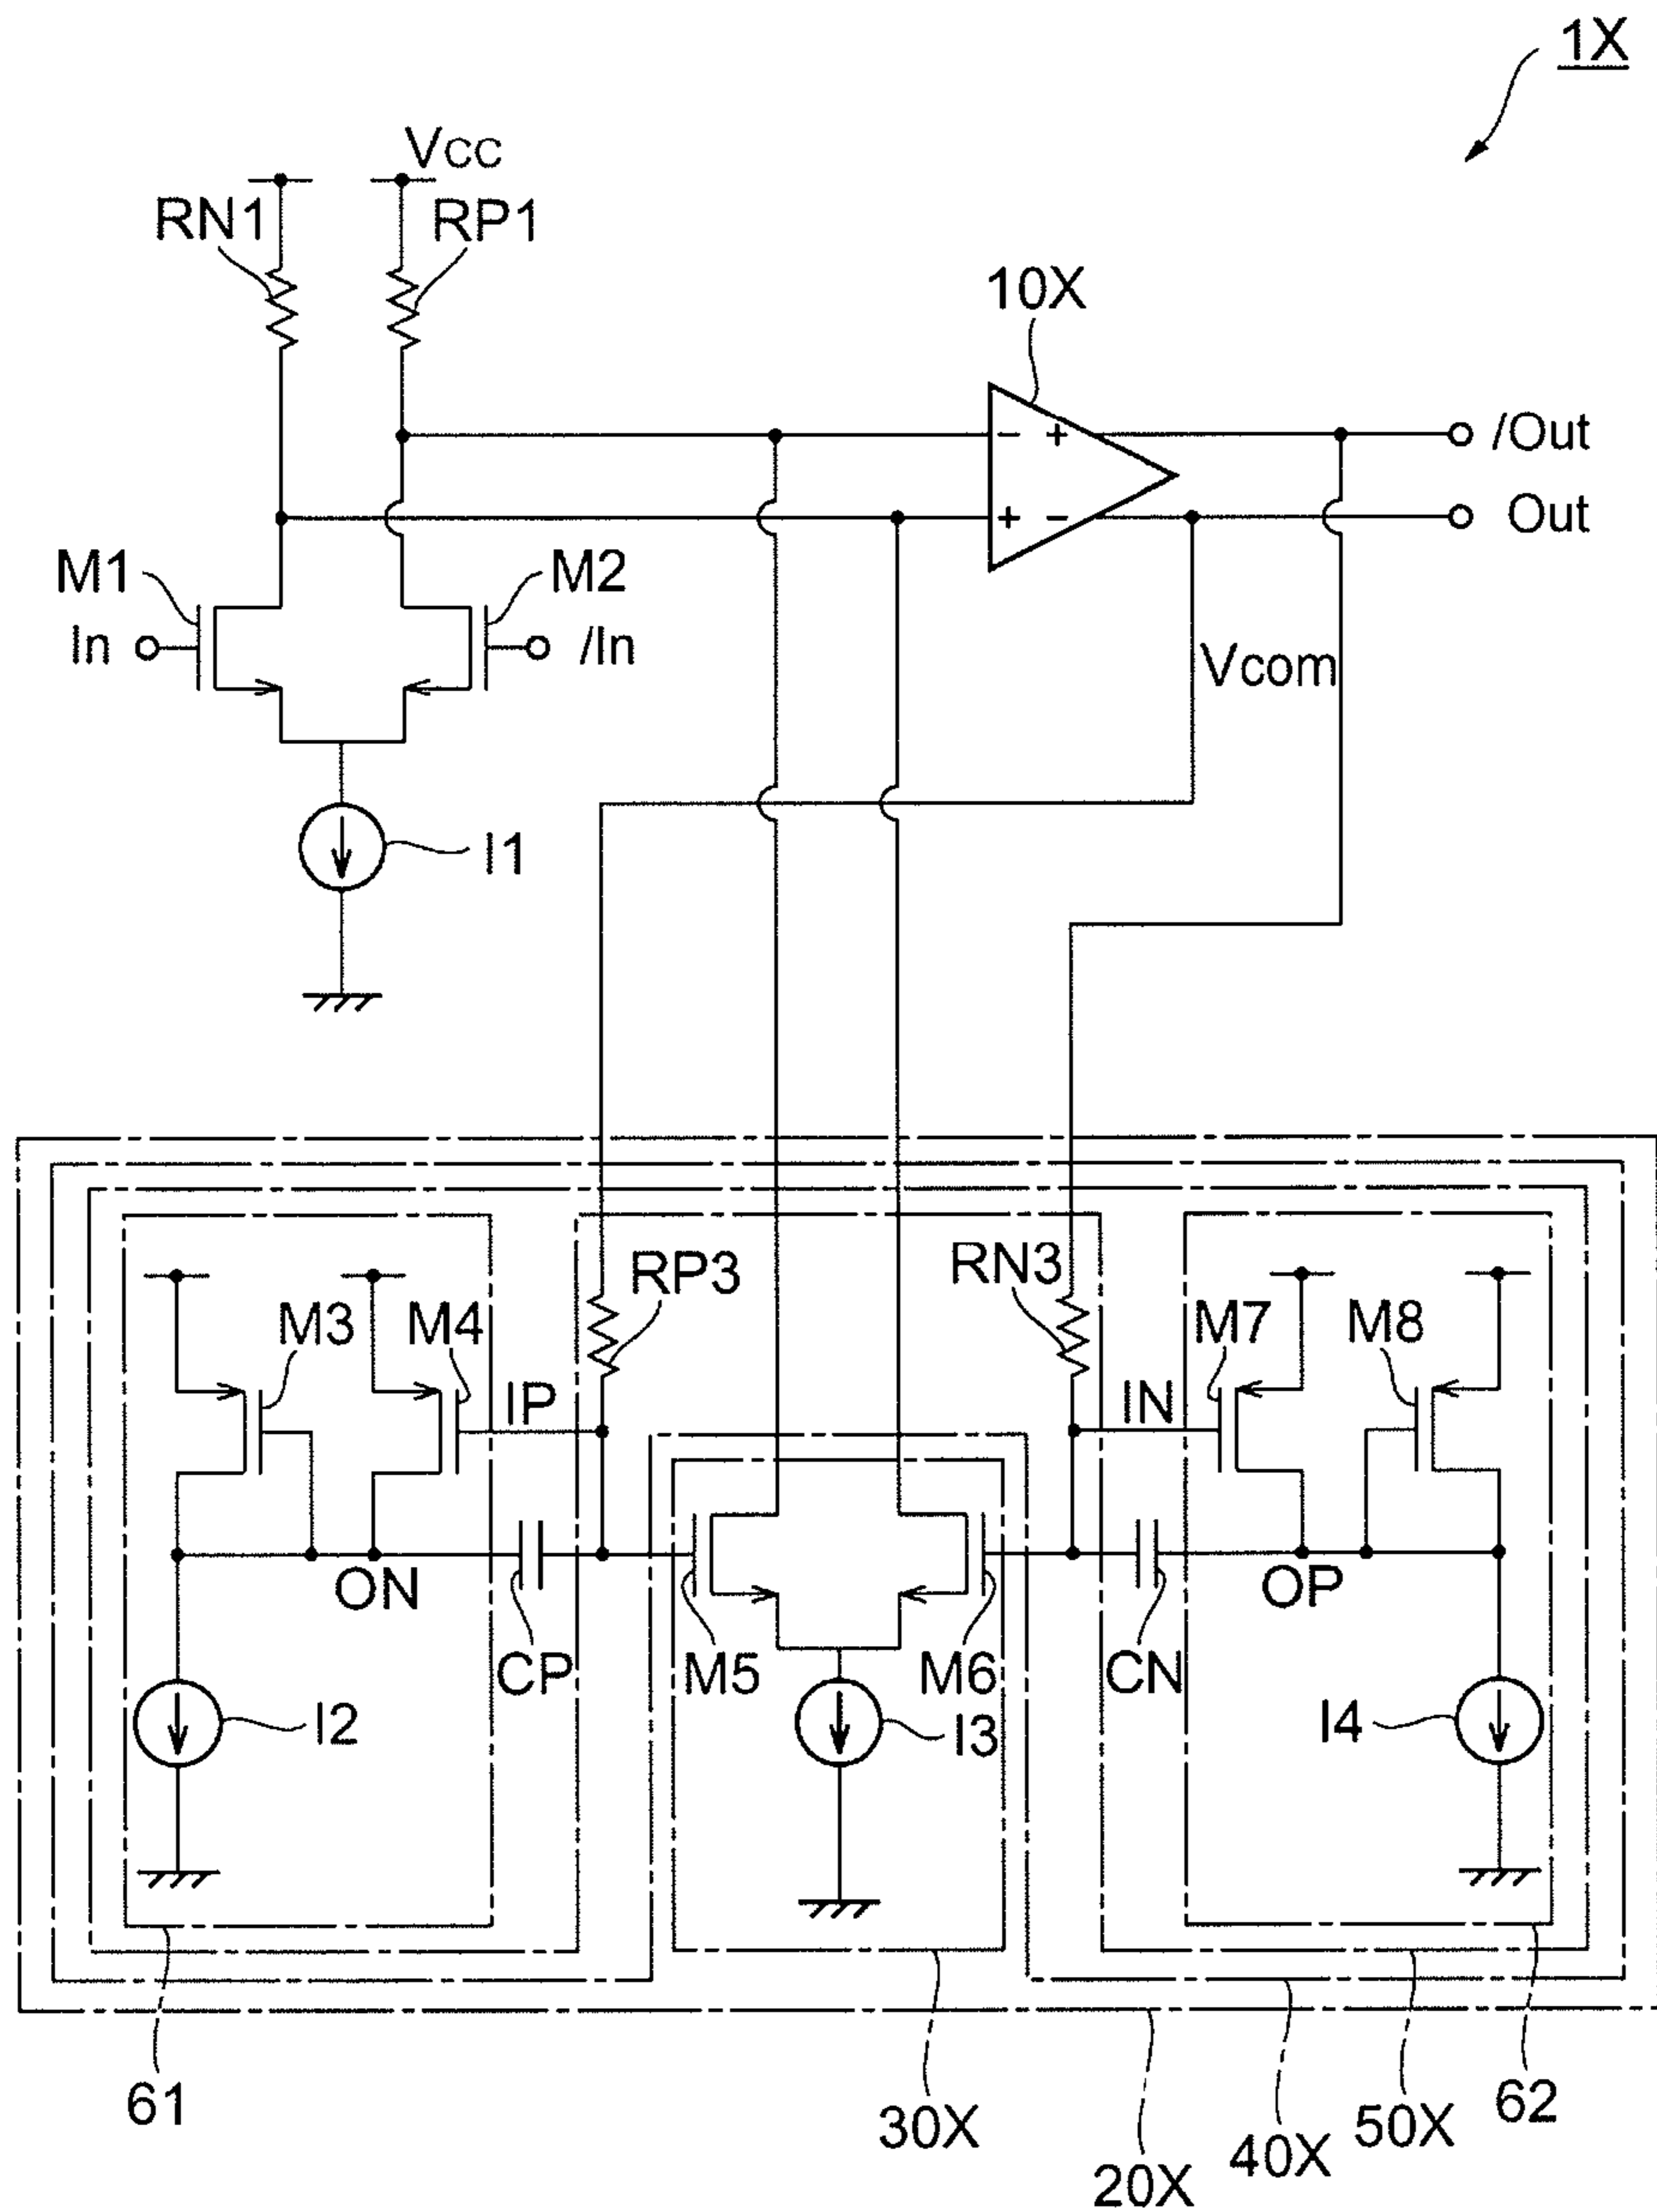 1X
Vcc
RN1
RP1
10X
- +
/Out
+ -
Out
M1
M2
In
/In
Vcom
I1
RP3
RN3
M3
M4
M7
M8
IP
IN
ON
OP
CP
M5
M6
CN
I2
I3
I4
61
30X
62
50X
40X
20X